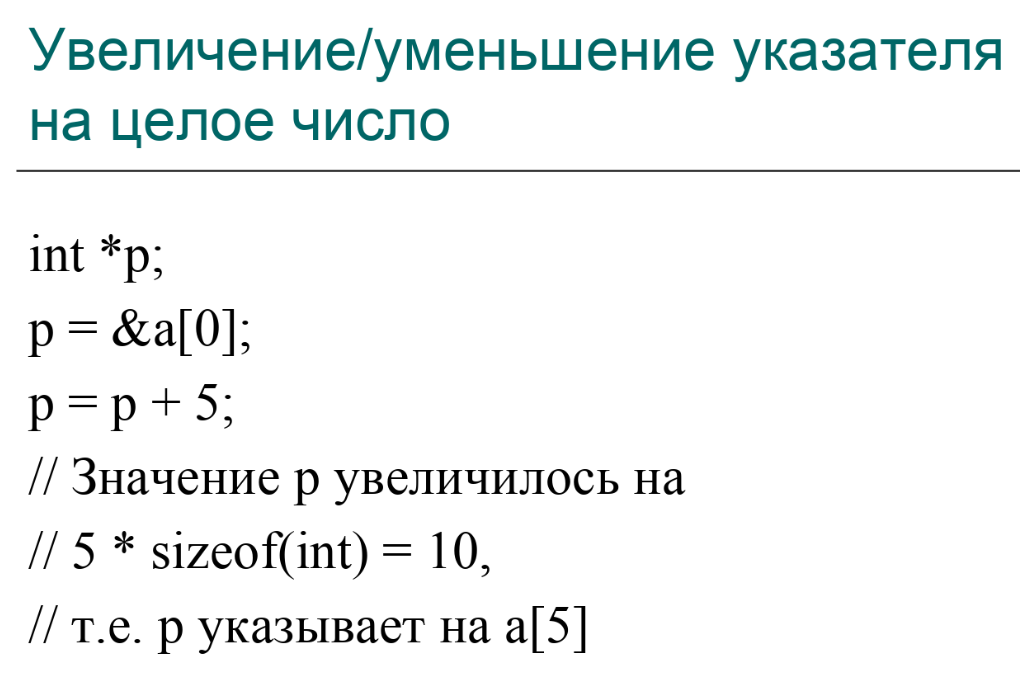 Увеличение/уменьшение указателя
на целое число
int *p;
p = &a[0];
p = p + 5;
// Значение p увеличилось на
// 5 * sizeof(int) = 10,
// т.е. p указывает на a[5]